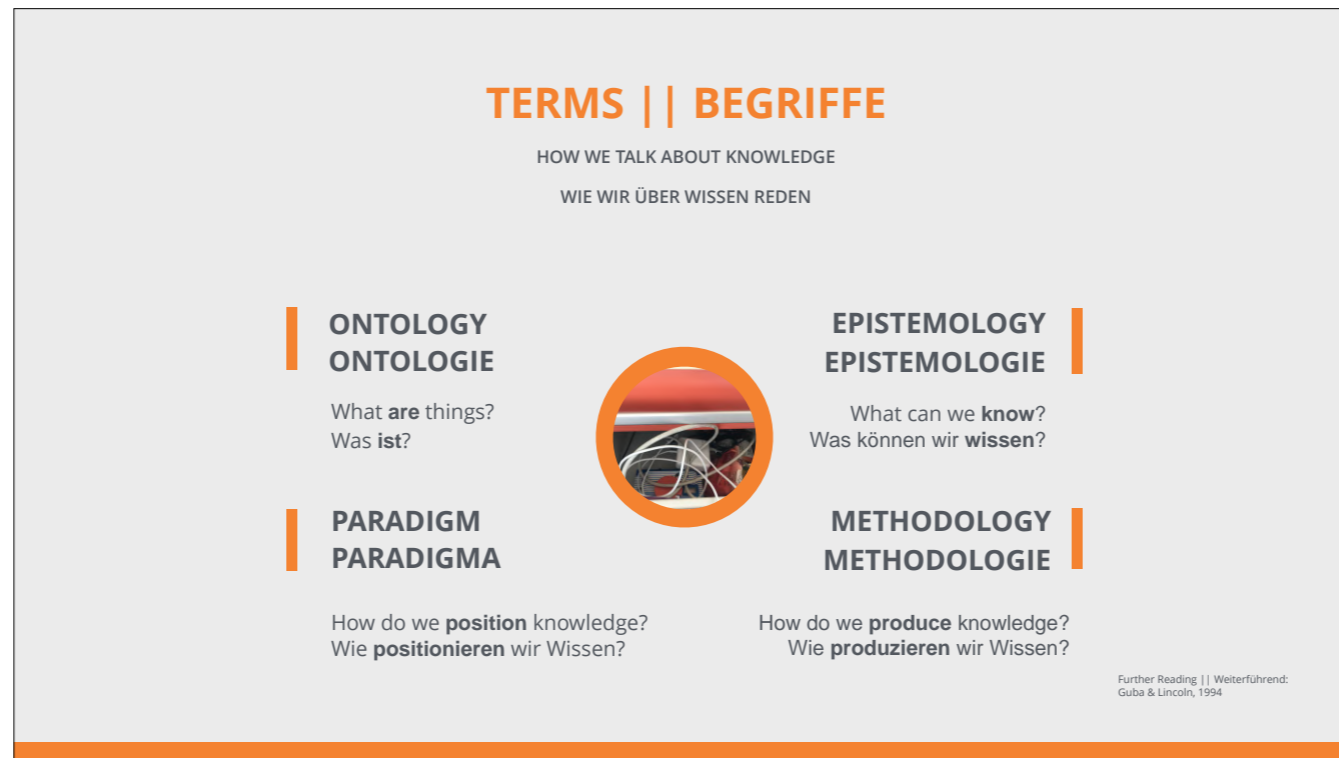 TERMS || BEGRIFFE
HOW WE TALK ABOUT KNOWLEDGE
WIE WIR ÜBER WISSEN REDEN
ONTOLOGY
ONTOLOGIE
What are things?
Was ist?
EPISTEMOLOGY
EPISTEMOLOGIE
What can we know?
Was können wir wissen?
PARADIGM
PARADIGMA
How do we position knowledge?
Wie positionieren wir Wissen?
METHODOLOGY
METHODOLOGIE
How do we produce knowledge?
Wie produzieren wir Wissen?
Further Reading || Weiterführend:
Guba & Lincoln, 1994